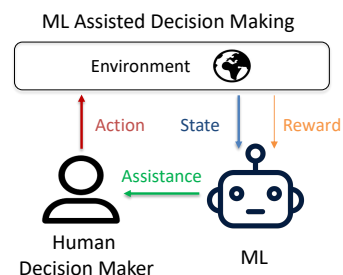 ML Assisted Decision Making
Environment
Action
State
Reward
Assistance
Human
Decision Maker
ML